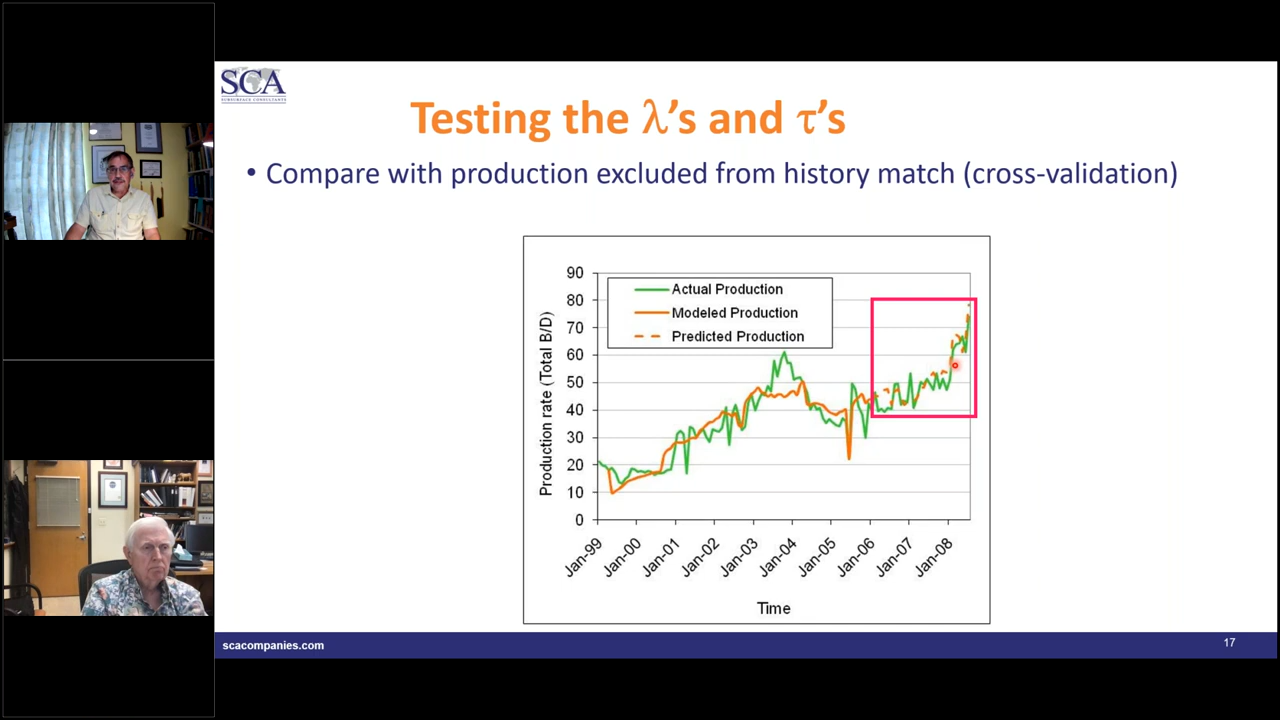 SCA
SUBSURFACE CONSULTANTS
Testing the λ’s and τ’s
• Compare with production excluded from history match (cross-validation)
Production rate (Total B/D)
90
80
70
60
50
40
30
20
10
0
Actual Production
Modeled Production
Predicted Production
Jan-99
Jan-00
Jan-01
Jan-02
Jan-03
Jan-04
Jan-05
Jan-06
Jan-07
Jan-08
Time
scacompanies.com
17